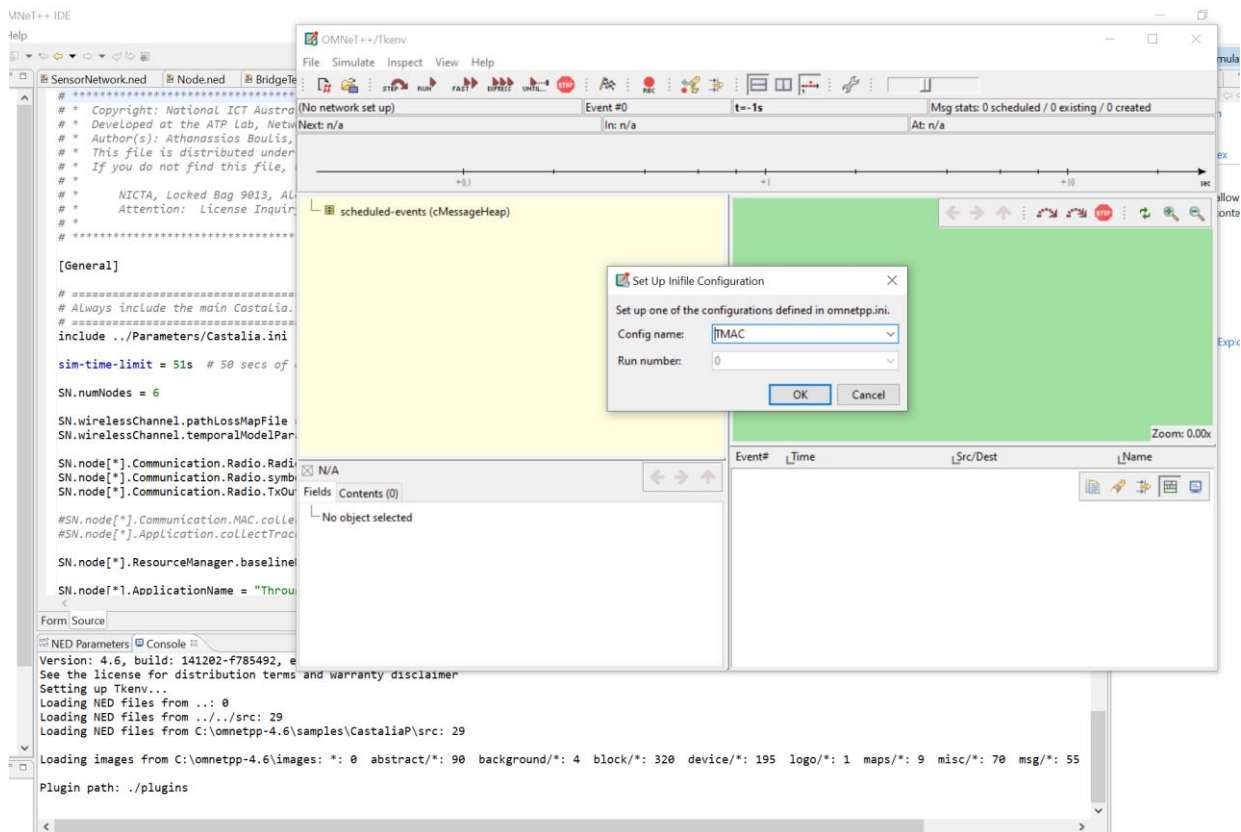 MNeT++ IDE
Help
SensorNetwork.ned Node.ned BridgeTe
# * Copyright: National ICT Austra
# * Developed at the ATP lab, Netw
# * Author(s): Athanassios Boulis,
# * This file is distributed under
# * If you do not find this file,
# *
# * NICTA, Locked Bag 9013, Al
# * Attention: License Inquir
# *
# ***********************************
[General]
# Always include the main Castalia.
include ../Parameters/Castalia.ini
sim-time-limit = 51s # 50 secs of
SN.numNodes = 6
SN.wirelessChannel.pathLossMapFile
SN.wirelessChannel.temporalModelPar
SN.node[*].Communication.Radio.Radi
SN.node[*].Communication.Radio.symb
SN.node[*].Communication.Radio.TxOu
#SN.node[*].Communication.MAC.colle
#SN.node[*].Application.collectTrac
SN.node[*].ResourceManager.baseline
SN.node[*].ApplicationName = "Throu
Form Source
OMNeT++/Tkenv
File Simulate Inspect View Help
STEP RUN FAST EXPRESS UNTIL... STOP REC
(No network set up) Event #0 t=-1s Msg stats: 0 scheduled / 0 existing / 0 created
Next: n/a In: n/a At: n/a
+0.1 +1 +10 sec
scheduled-events (cMessageHeap)
STOP
Set Up Inifile Configuration
Set up one of the configurations defined in omnetpp.ini.
Config name: TMAC
Run number: 0
OK Cancel
Zoom: 0.00x
N/A
Fields Contents (0)
No object selected
Event# Time Src/Dest Name
NED Parameters Console
Version: 4.6, build: 141202-f785492, e
See the license for distribution terms and warranty disclaimer
Setting up Tkenv...
Loading NED files from ..: 0
Loading NED files from ../../src: 29
Loading NED files from C:\omnetpp-4.6\samples\CastaliaP\src: 29
Loading images from C:\omnetpp-4.6\images: *: 0 abstract/*: 90 background/*: 4 block/*: 320 device/*: 195 logo/*: 1 maps/*: 9 misc/*: 70 msg/*: 55
Plugin path: ./plugins
mula
ex
allow
conte
Explo